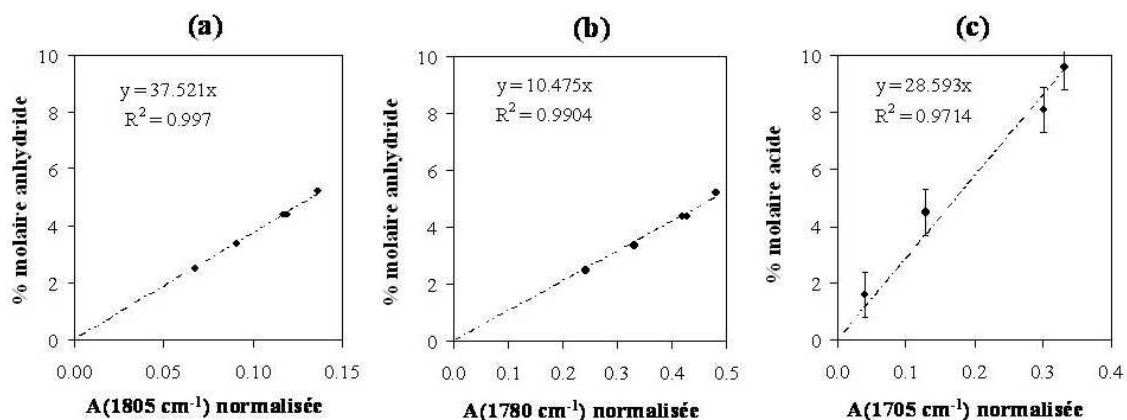 (a)
(b)
(c)
y = 37.521x
R² = 0.997
y = 10.475x
R² = 0.9904
y = 28.593x
R² = 0.9714
% molaire anhydride
% molaire anhydride
% molaire acide
10
8
6
4
2
0
10
8
6
4
2
0
10
8
6
4
2
0
0.00 0.05 0.10 0.15
0.0 0.1 0.2 0.3 0.4 0.5
0.0 0.1 0.2 0.3 0.4
A(1805 cm⁻¹) normalisée
A(1780 cm⁻¹) normalisée
A(1705 cm⁻¹) normalisée